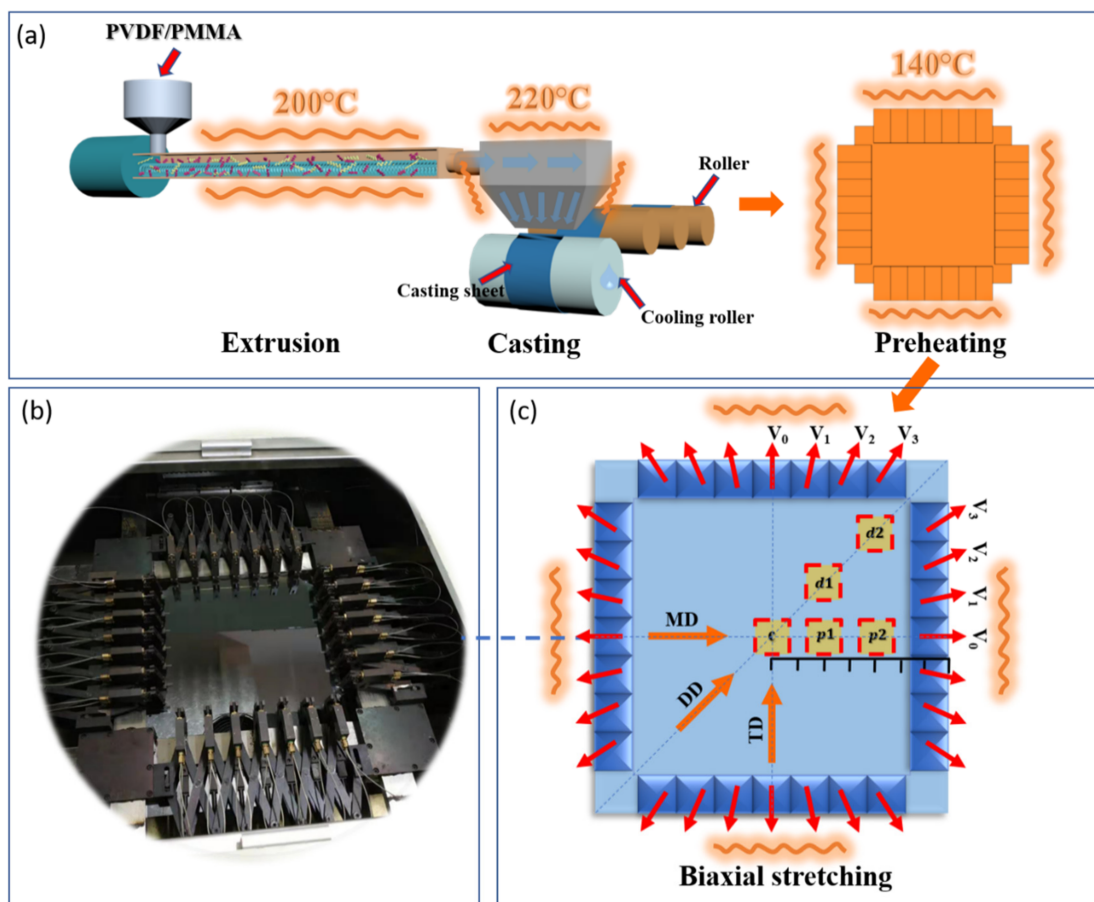 (a)
PVDF/PMMA
200°C
220°C
140°C
Roller
Casting sheet
Cooling roller
Extrusion
Casting
Preheating
(b)
(c)
V₀ V₁ V₂ V₃
V₃
V₂
V₁
V₀
d2
d1
MD
c p1 p2
DD
TD
Biaxial stretching